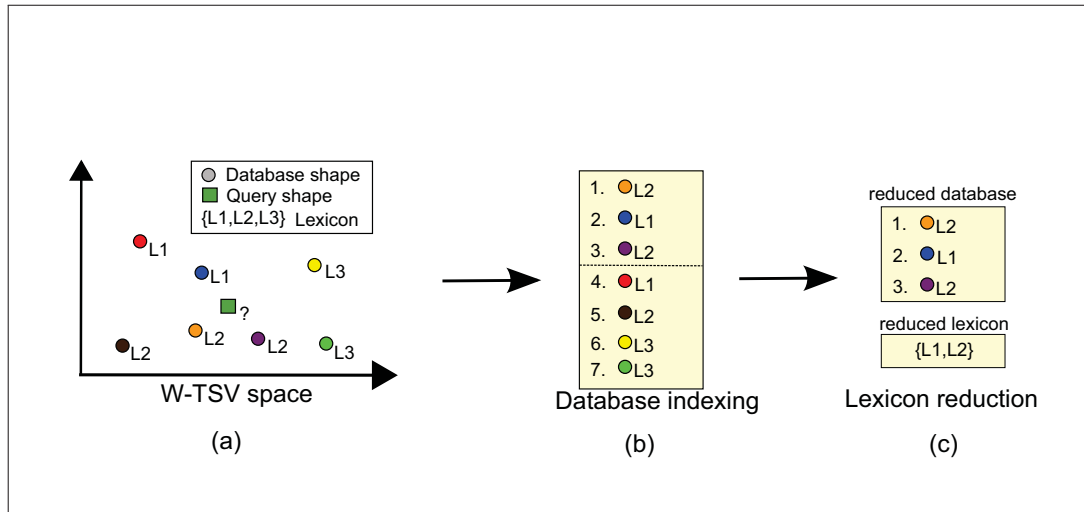 Database shape
Query shape
{L1,L2,L3} Lexicon
L1
L1
L3
?
L2
L2
L2
L3
W-TSV space
(a)
1. L2
2. L1
3. L2
4. L1
5. L2
6. L3
7. L3
Database indexing
(b)
reduced database
1. L2
2. L1
3. L2
reduced lexicon
{L1,L2}
Lexicon reduction
(c)